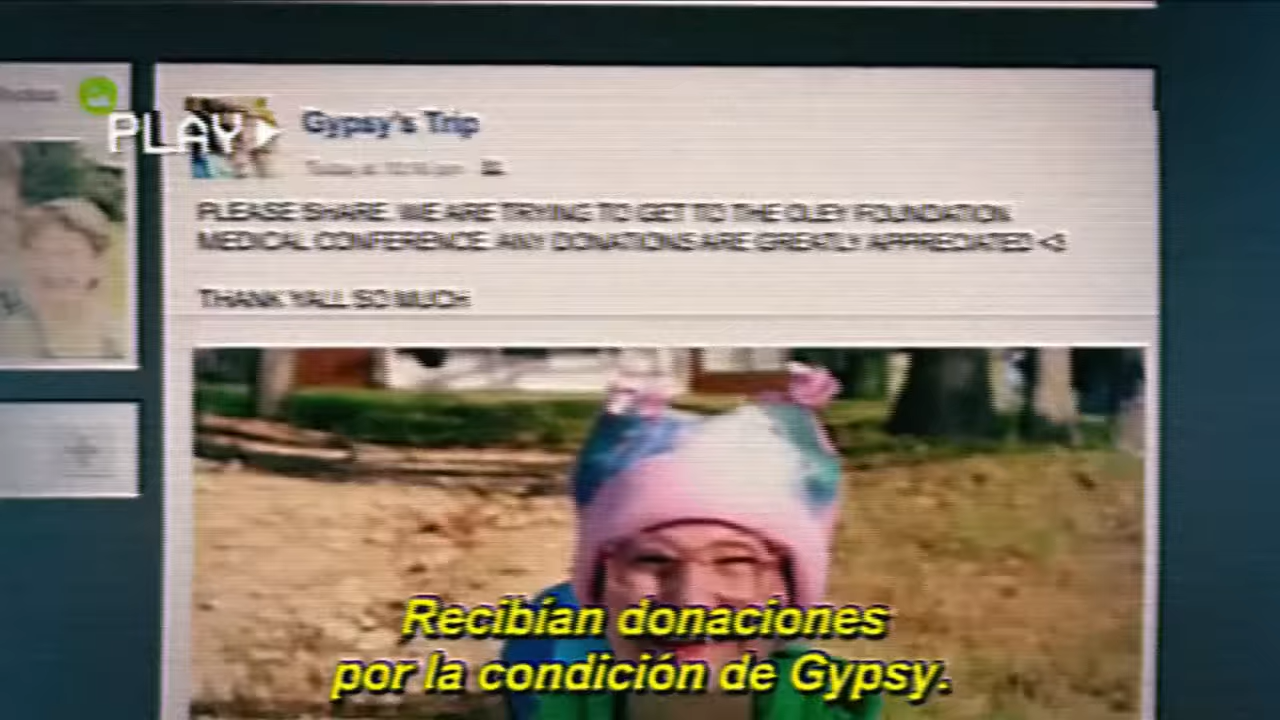 PLAY
Gypsy's Trip
PLEASE SHARE. WE ARE TRYING TO GET TO THE OLEY FOUNDATION
MEDICAL CONFERENCE ANY DONATIONS ARE GREATLY APPRECIATED <3
THANK YALL SO MUCH
Recibían donaciones
por la condición de Gypsy.